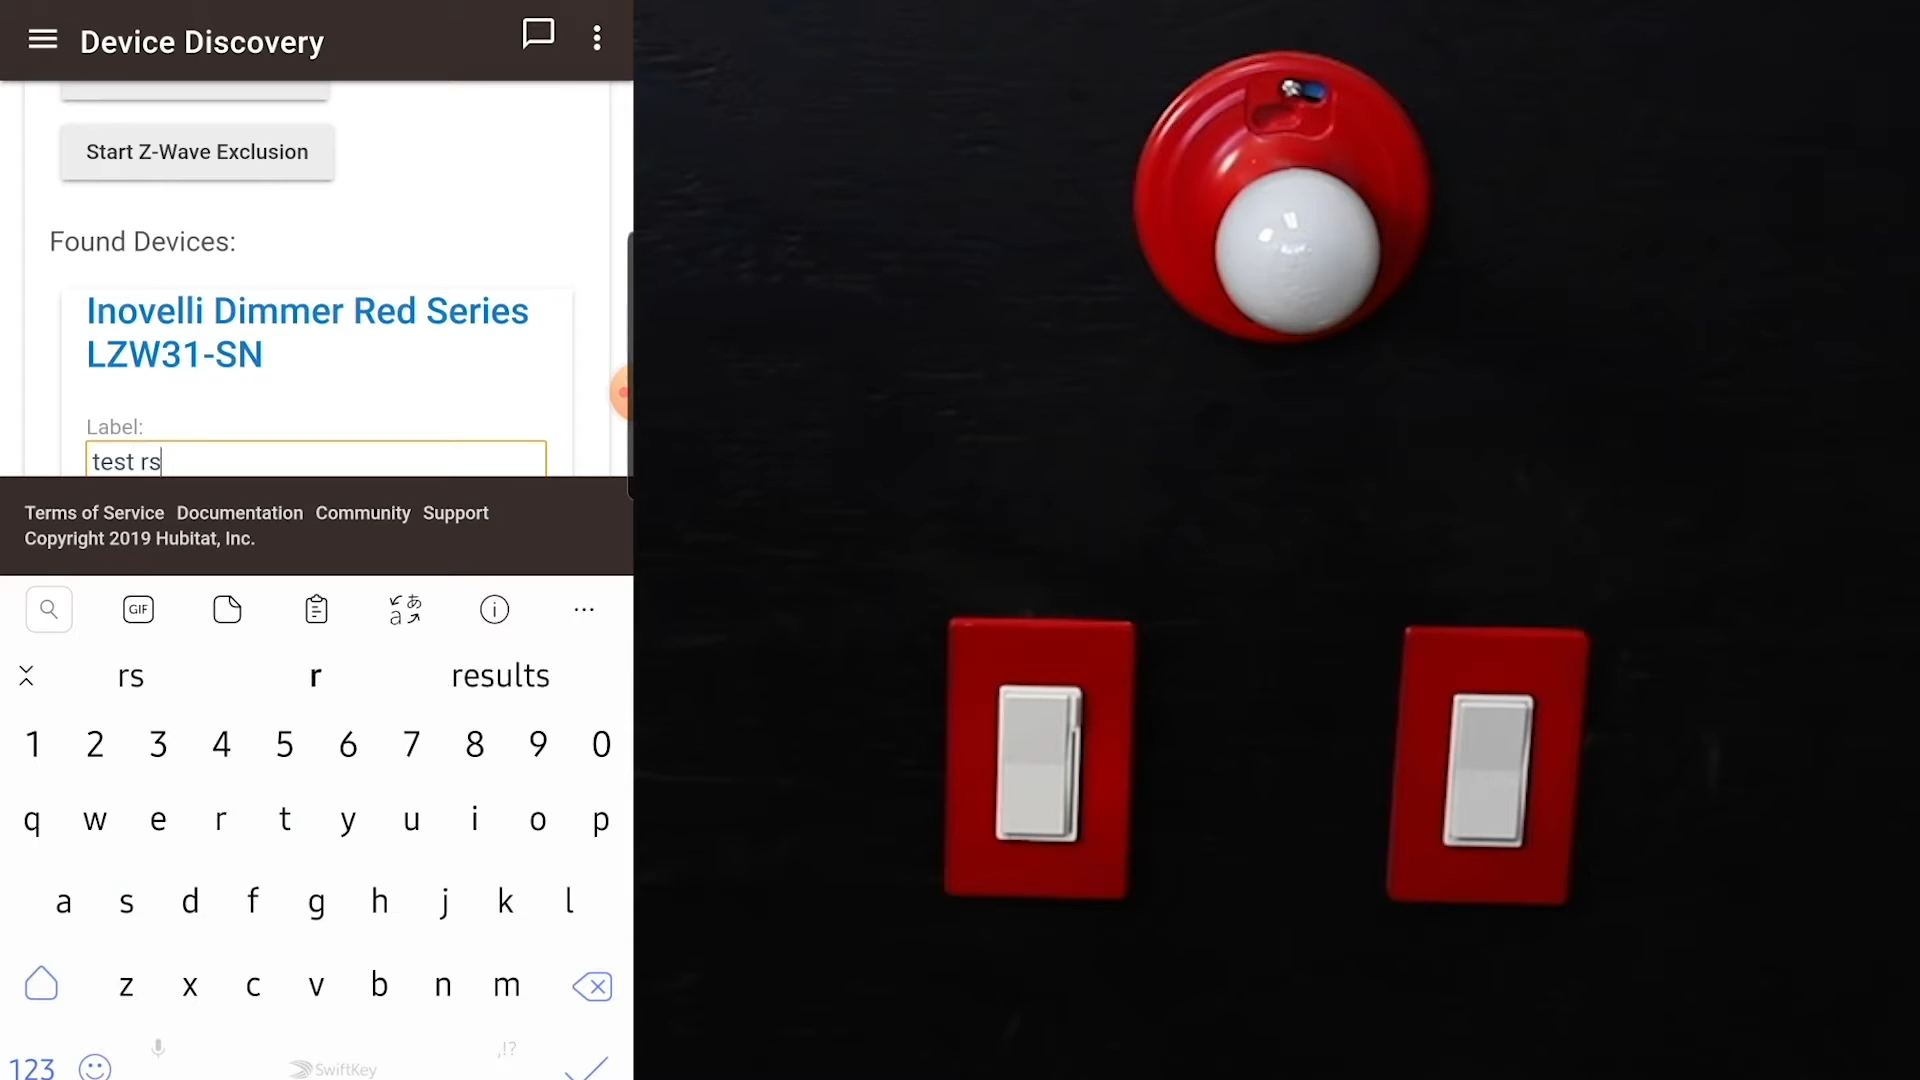 Device Discovery
Start Z-Wave Exclusion
Found Devices:
Inovelli Dimmer Red Series
LZW31-SN
Label:
test rs
Terms of Service Documentation Community Support
Copyright 2019 Hubitat, Inc.
GIF
a あ
i
rs r results
1 2 3 4 5 6 7 8 9 0
q w e r t y u i o p
a s d f g h j k l
z x c v b n m
,!?
123 SwiftKey